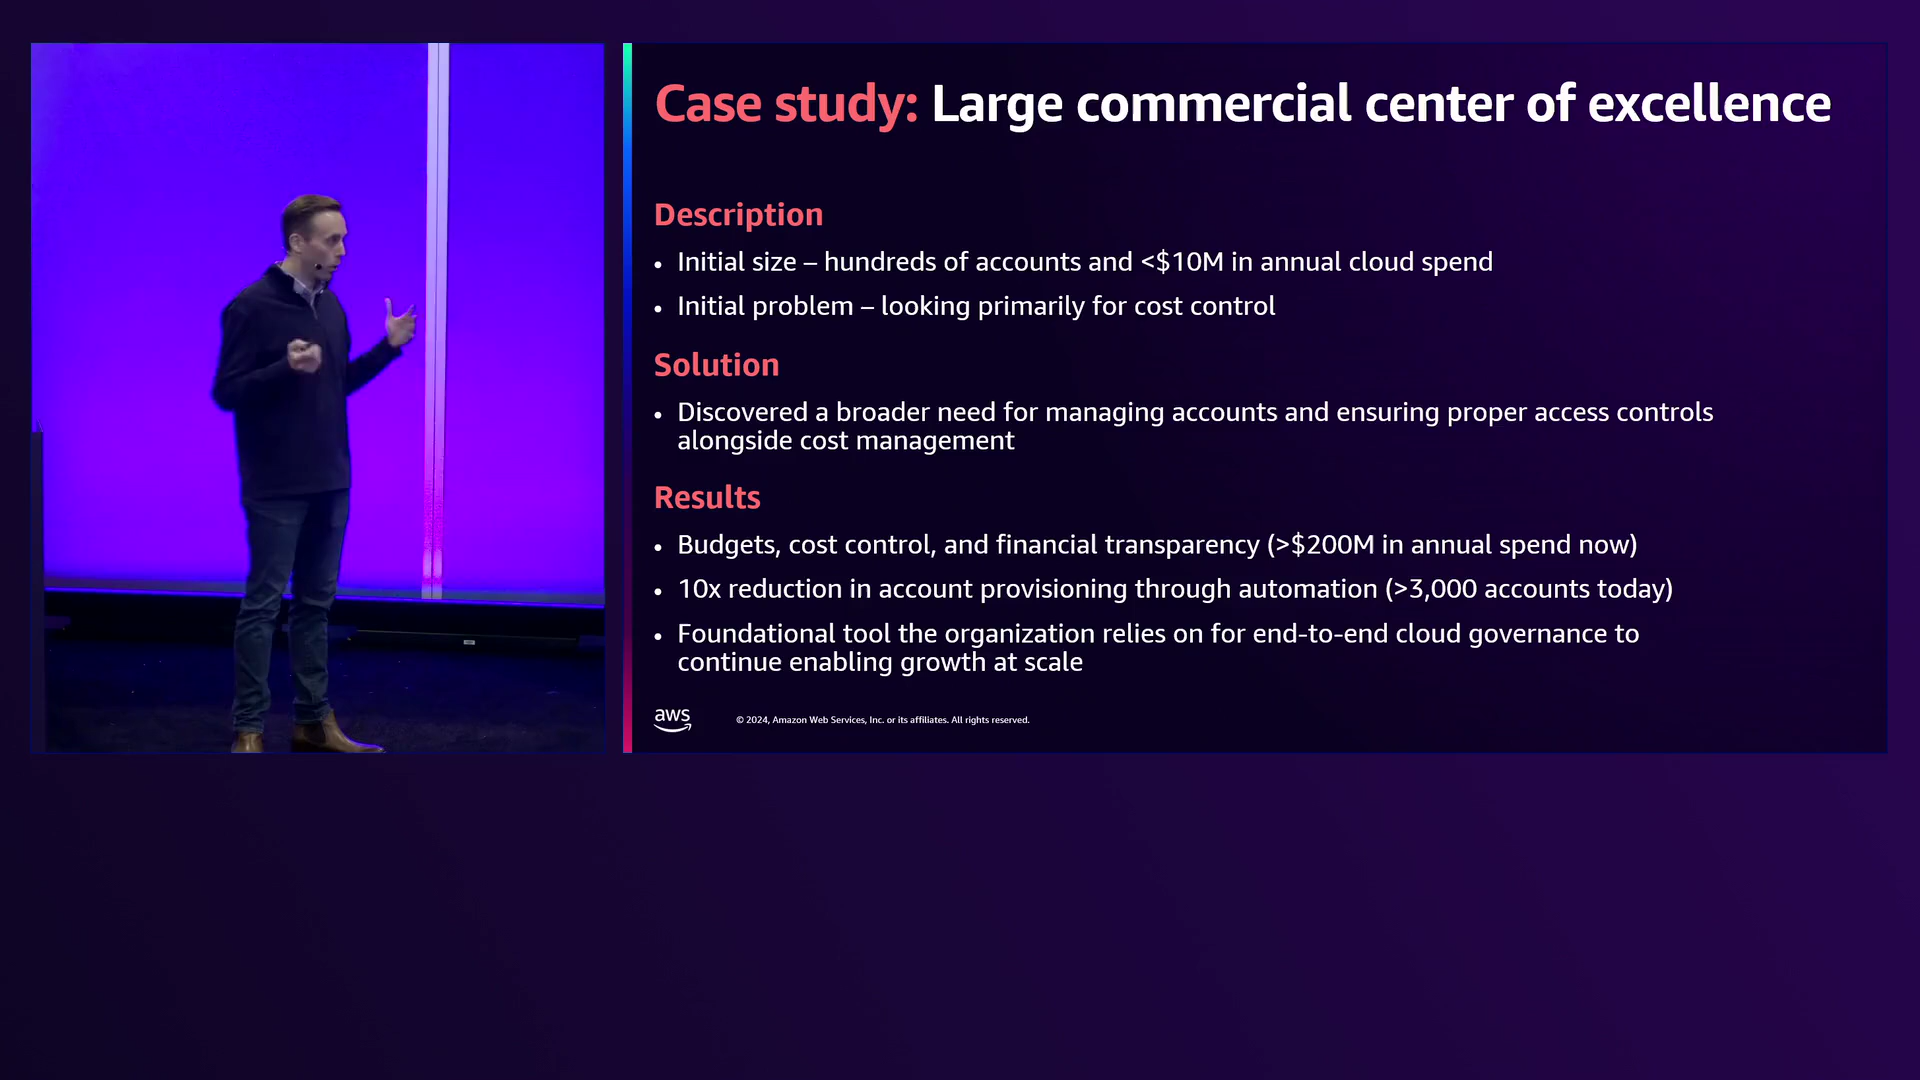 Case study: Large commercial center of excellence
Description
• Initial size – hundreds of accounts and <$10M in annual cloud spend
• Initial problem – looking primarily for cost control
Solution
• Discovered a broader need for managing accounts and ensuring proper access controls
alongside cost management
Results
• Budgets, cost control, and financial transparency (>$200M in annual spend now)
• 10x reduction in account provisioning through automation (>3,000 accounts today)
• Foundational tool the organization relies on for end-to-end cloud governance to
continue enabling growth at scale
aws
© 2024, Amazon Web Services, Inc. or its affiliates. All rights reserved.